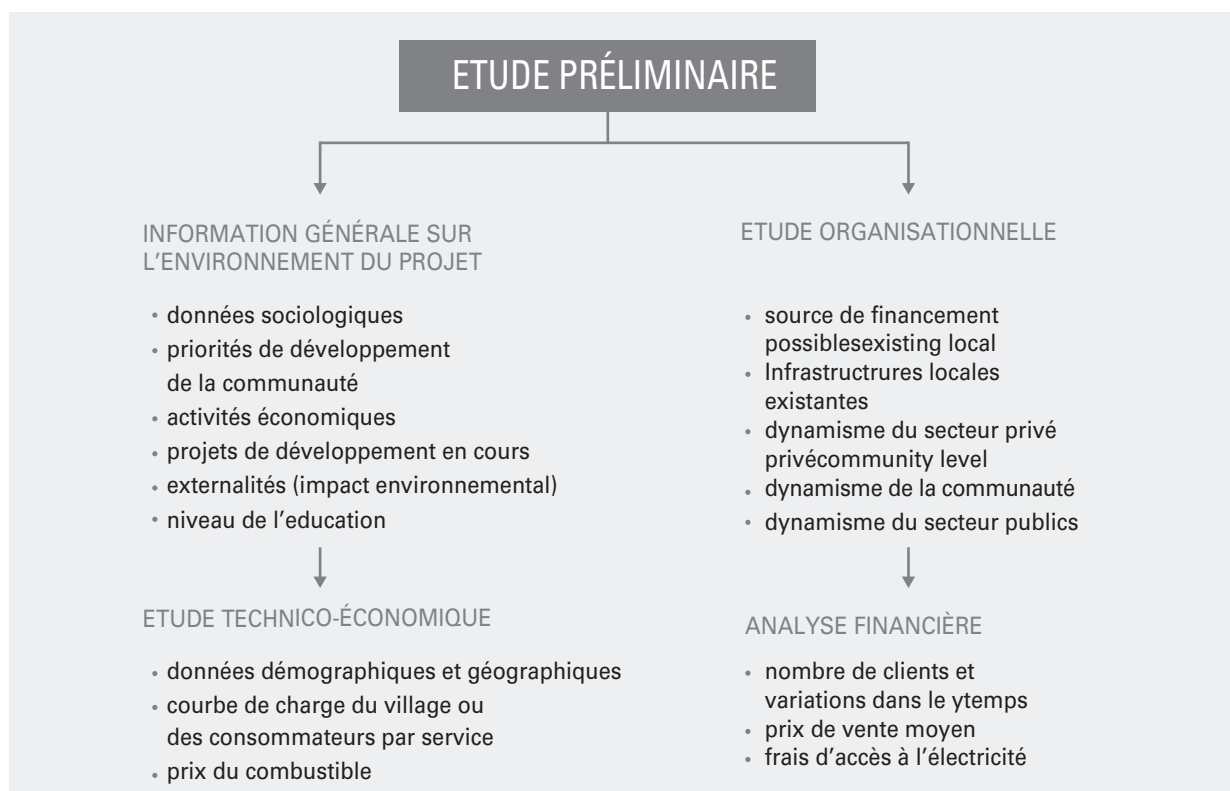 ETUDE PRÉLIMINAIRE
INFORMATION GÉNÉRALE SUR
L'ENVIRONNEMENT DU PROJET
• données sociologiques
• priorités de développement
de la communauté
• activités économiques
• projets de développement en cours
• externalités (impact environnemental)
• niveau de l'education
ETUDE TECHNICO-ÉCONOMIQUE
• données démographiques et géographiques
• courbe de charge du village ou
des consommateurs par service
• prix du combustible
ETUDE ORGANISATIONNELLE
• source de financement
possiblesexisting local
• Infrastructrures locales
existantes
• dynamisme du secteur privé
privécommunity level
• dynamisme de la communauté
• dynamisme du secteur publics
ANALYSE FINANCIÈRE
• nombre de clients et
variations dans le ytemps
• prix de vente moyen
• frais d'accès à l'électricité